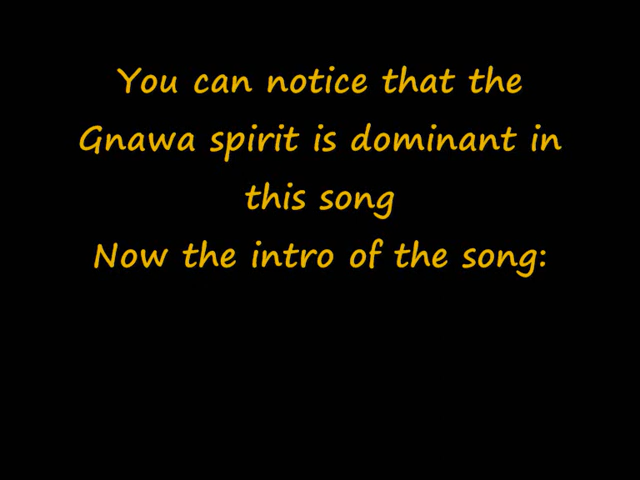 You can notice that the
Gnawa spirit is dominant in
this song
Now the intro of the song: